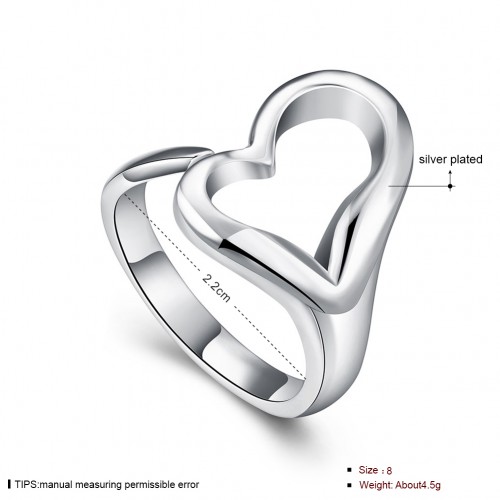 silver plated
2.2cm
Size : 8
Weight: About4.5g
TIPS:manual measuring permissible error